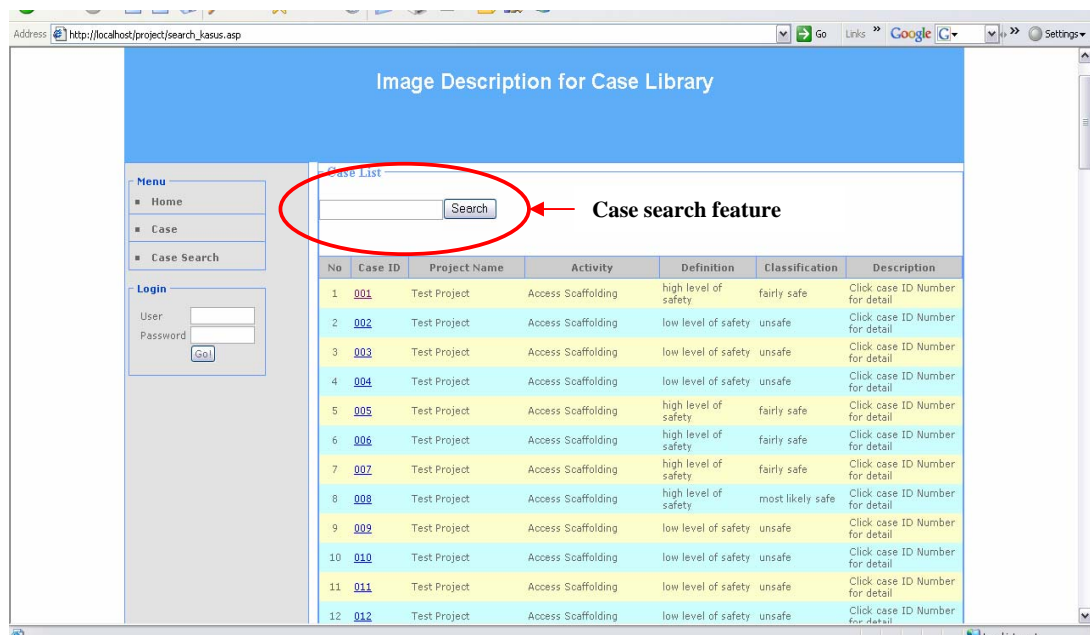 Address http://localhost/project/search_kasus.asp Go Links » Google G » Settings
Image Description for Case Library
Menu
Home
Case
Case Search
Login
User
Password
Go!
Case List
Search
Case search feature
No Case ID Project Name Activity Definition Classification Description
1 001 Test Project Access Scaffolding high level of safety fairly safe Click case ID Number for detail
2 002 Test Project Access Scaffolding low level of safety unsafe Click case ID Number for detail
3 003 Test Project Access Scaffolding low level of safety unsafe Click case ID Number for detail
4 004 Test Project Access Scaffolding low level of safety unsafe Click case ID Number for detail
5 005 Test Project Access Scaffolding high level of safety fairly safe Click case ID Number for detail
6 006 Test Project Access Scaffolding high level of safety fairly safe Click case ID Number for detail
7 007 Test Project Access Scaffolding high level of safety fairly safe Click case ID Number for detail
8 008 Test Project Access Scaffolding high level of safety most likely safe Click case ID Number for detail
9 009 Test Project Access Scaffolding low level of safety unsafe Click case ID Number for detail
10 010 Test Project Access Scaffolding low level of safety unsafe Click case ID Number for detail
11 011 Test Project Access Scaffolding low level of safety unsafe Click case ID Number for detail
12 012 Test Project Access Scaffolding low level of safety unsafe Click case ID Number for detail